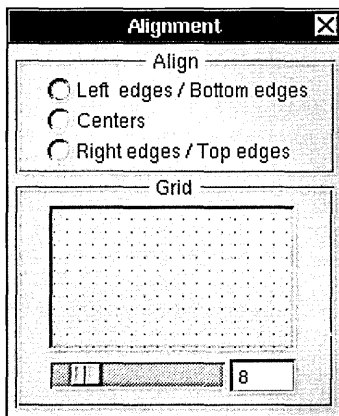 Alignment
Align
Left edges / Bottom edges
Centers
Right edges / Top edges
Grid
8